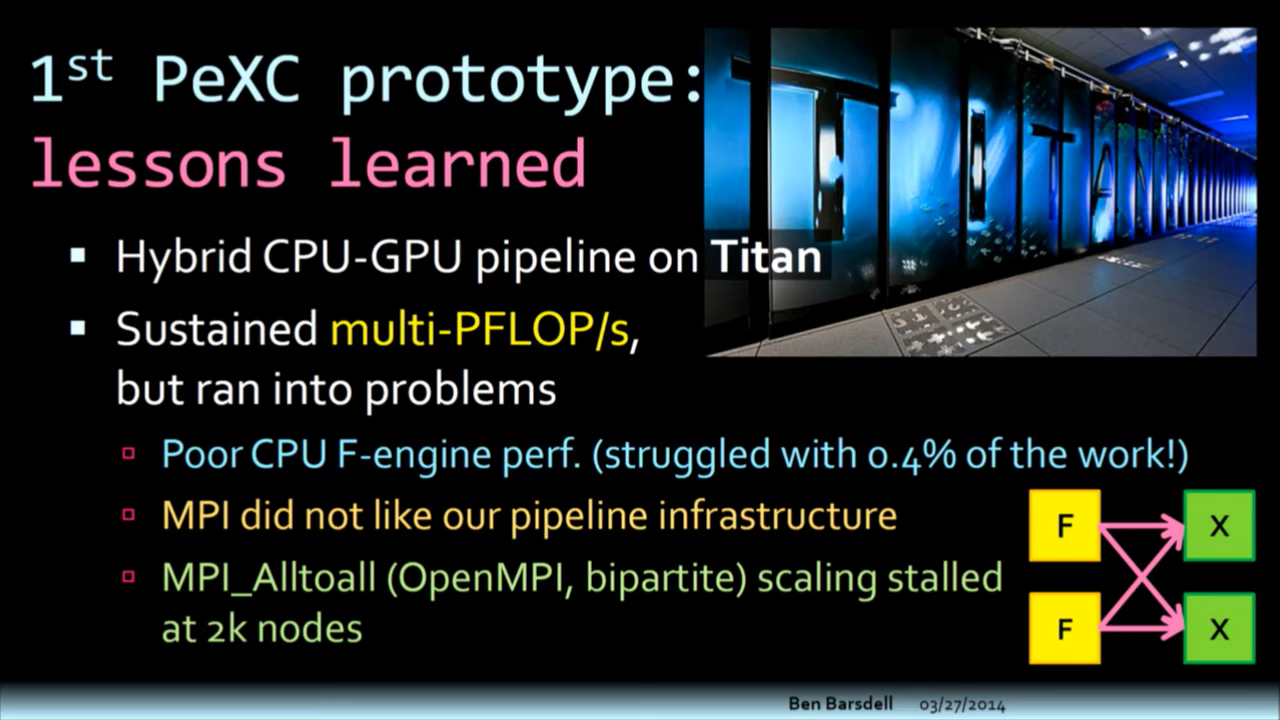 1st PeXC prototype:
lessons learned
TITAN
▪ Hybrid CPU-GPU pipeline on Titan
▪ Sustained multi-PFLOP/s,
but ran into problems
▫ Poor CPU F-engine perf. (struggled with 0.4% of the work!)
▫ MPI did not like our pipeline infrastructure
▫ MPI_Alltoall (OpenMPI, bipartite) scaling stalled
at 2k nodes
F X
F X
Ben Barsdell 03/27/2014